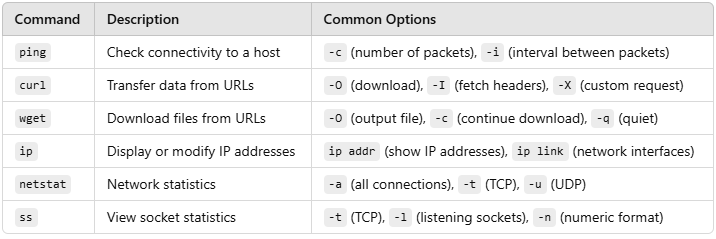 Command Description Common Options
ping Check connectivity to a host -c (number of packets), -i (interval between packets)
curl Transfer data from URLs -O (download), -I (fetch headers), -X (custom request)
wget Download files from URLs -O (output file), -c (continue download), -q (quiet)
ip Display or modify IP addresses ip addr (show IP addresses), ip link (network interfaces)
netstat Network statistics -a (all connections), -t (TCP), -u (UDP)
ss View socket statistics -t (TCP), -l (listening sockets), -n (numeric format)